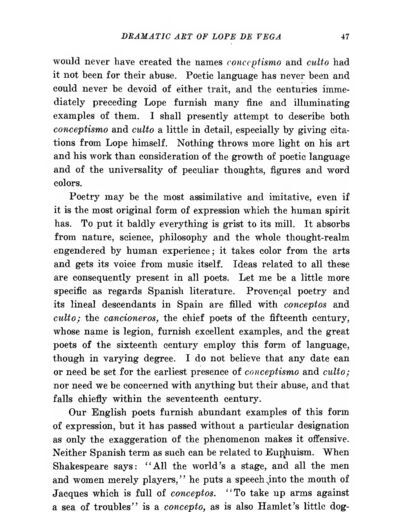 DRAMATIC ART OF LOPE DE VEGA 47
would never have created the names conceptismo and culto had
it not been for their abuse. Poetic language has never been and
could never be devoid of either trait, and the centuries imme-
diately preceding Lope furnish many fine and illuminating
examples of them. I shall presently attempt to describe both
conceptismo and culto a little in detail, especially by giving cita-
tions from Lope himself. Nothing throws more light on his art
and his work than consideration of the growth of poetic language
and of the universality of peculiar thoughts, figures and word
colors.
Poetry may be the most assimilative and imitative, even if
it is the most original form of expression which the human spirit
has. To put it baldly everything is grist to its mill. It absorbs
from nature, science, philosophy and the whole thought-realm
engendered by human experience; it takes color from the arts
and gets its voice from music itself. Ideas related to all these
are consequently present in all poets. Let me be a little more
specific as regards Spanish literature. Provençal poetry and
its lineal descendants in Spain are filled with conceptos and
culto; the cancioneros, the chief poets of the fifteenth century,
whose name is legion, furnish excellent examples, and the great
poets of the sixteenth century employ this form of language,
though in varying degree. I do not believe that any date can
or need be set for the earliest presence of conceptismo and culto;
nor need we be concerned with anything but their abuse, and that
falls chiefly within the seventeenth century.
Our English poets furnish abundant examples of this form
of expression, but it has passed without a particular designation
as only the exaggeration of the phenomenon makes it offensive.
Neither Spanish term as such can be related to Euphuism. When
Shakespeare says: "All the world's a stage, and all the men
and women merely players," he puts a speech into the mouth of
Jacques which is full of conceptos. "To take up arms against
a sea of troubles" is a concepto, as is also Hamlet's little dog-